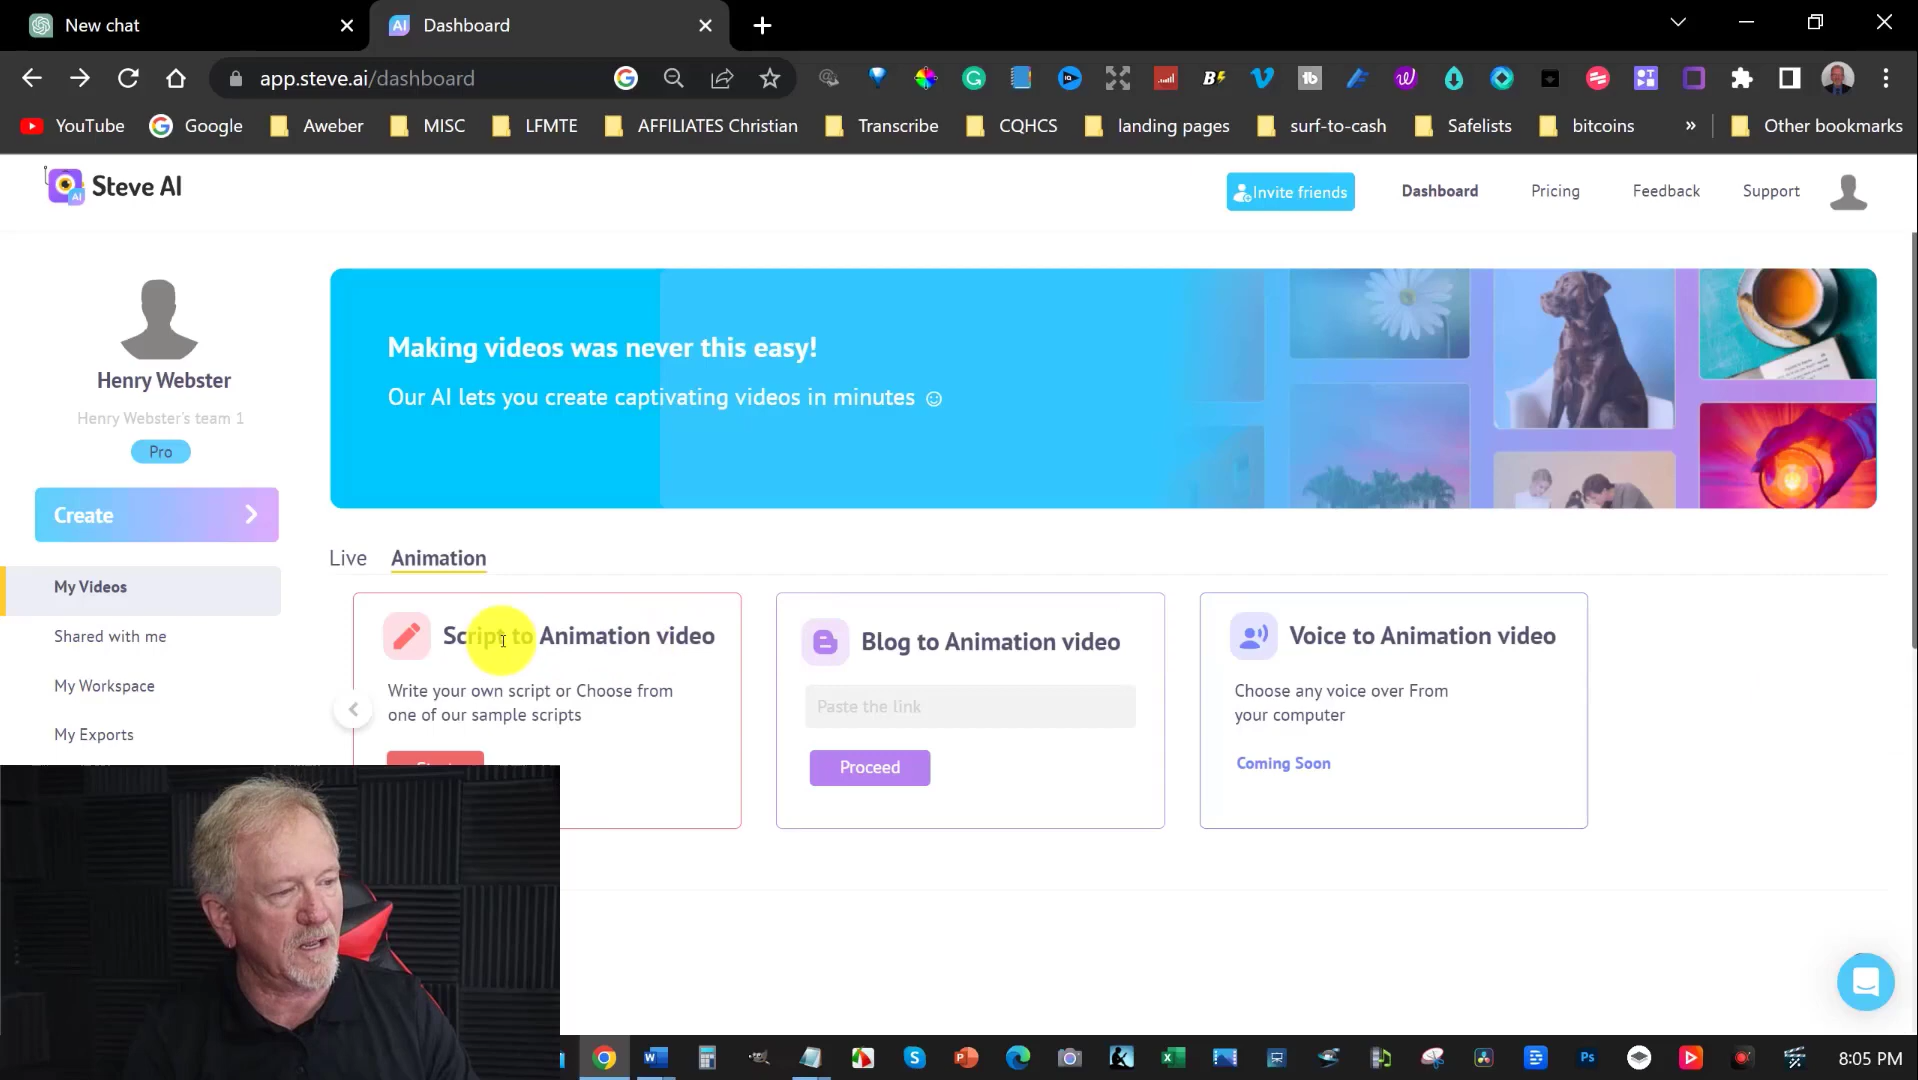 New chat
Dashboard
app.steve.ai/dashboard
YouTube
Google
Aweber
MISC
LFMTE
AFFILIATES Christian
Transcribe
CQHCS
landing pages
surf-to-cash
Safelists
bitcoins
»
Other bookmarks
Steve AI
Invite friends
Dashboard
Pricing
Feedback
Support
Henry Webster
Henry Webster's team 1
Pro
Create
My Videos
Shared with me
My Workspace
My Exports
Making videos was never this easy!
Our AI lets you create captivating videos in minutes ☺
Live
Animation
Script to Animation video
Write your own script or Choose from
one of our sample scripts
Blog to Animation video
Paste the link
Proceed
Voice to Animation video
Choose any voice over From
your computer
Coming Soon
8:05 PM